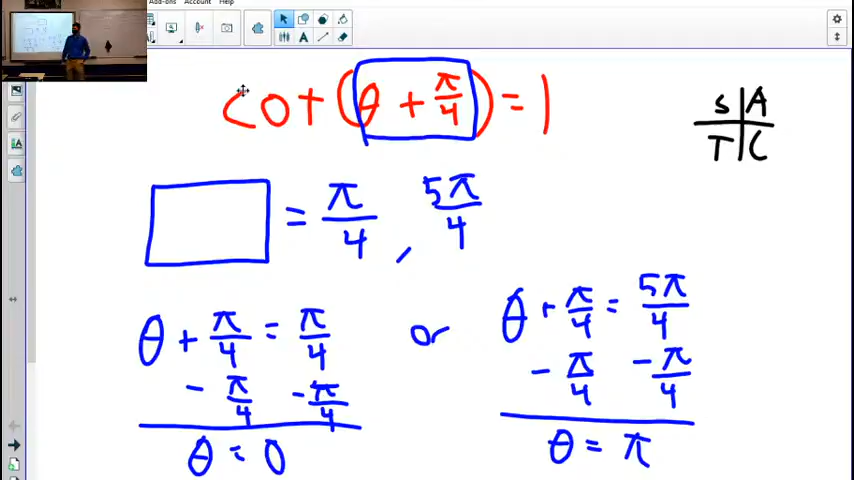 Add-ons Account Help
cot (θ + π/4) = 1
S A
T C
= π/4 , 5π/4
θ + π/4 = π/4 or θ + π/4 = 5π/4
- π/4 - π/4 - π/4 - π/4
θ = 0 θ = π